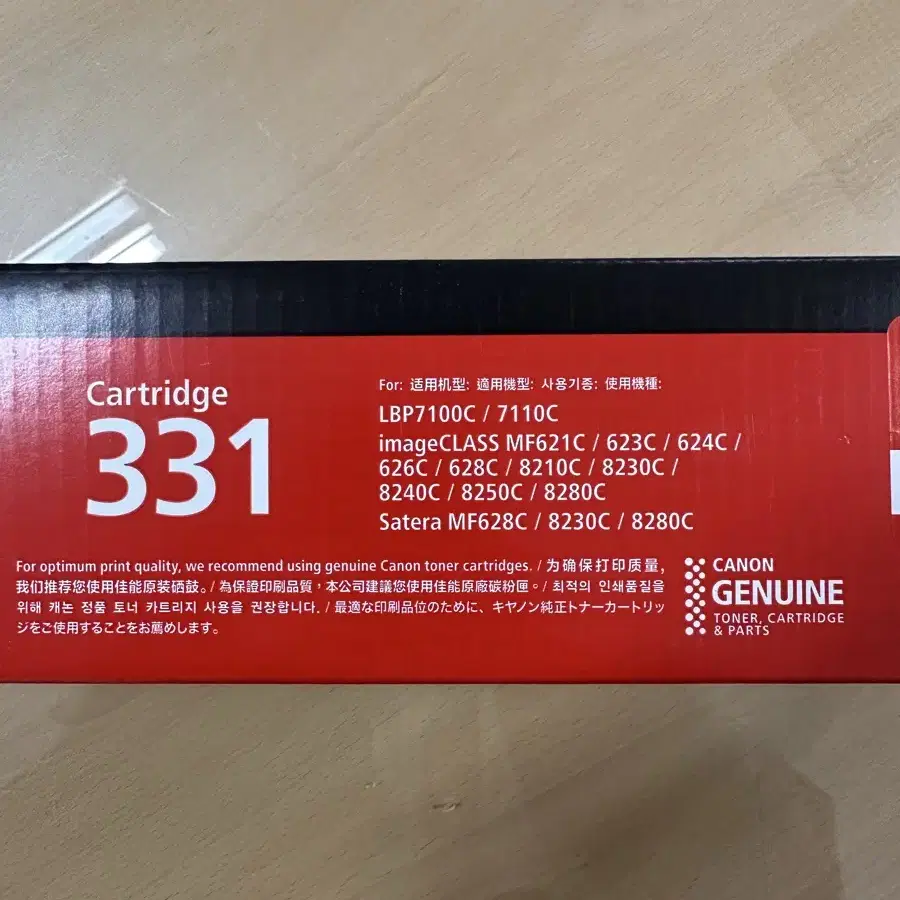 Cartridge
331
For: 适用机型: 適用機型: 사용기종: 使用機種:
LBP7100C / 7110C
imageCLASS MF621C / 623C / 624C /
626C / 628C / 8210C / 8230C /
8240C / 8250C / 8280C
Satera MF628C / 8230C / 8280C
For optimum print quality, we recommend using genuine Canon toner cartridges. / 为确保打印质量,
我们推荐您使用佳能原装硒鼓。/ 為保證印刷品質，本公司建議您使用佳能原廠碳粉匣。/ 최적의 인쇄품질을
위해 캐논 정품 토너 카트리지 사용을 권장합니다. / 最適な印刷品位のために、キヤノン純正トナーカートリッ
ジをご使用することをお薦めします。
CANON
GENUINE
TONER, CARTRIDGE
& PARTS